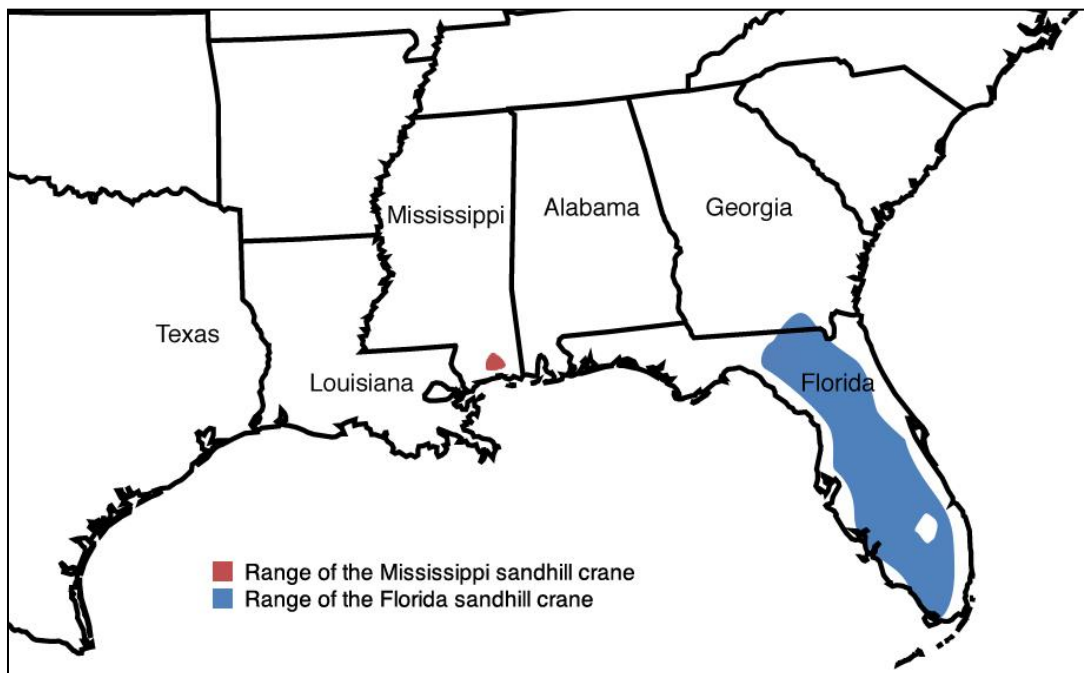 Mississippi
Alabama
Georgia
Texas
Louisiana
Florida
Range of the Mississippi sandhill crane
Range of the Florida sandhill crane